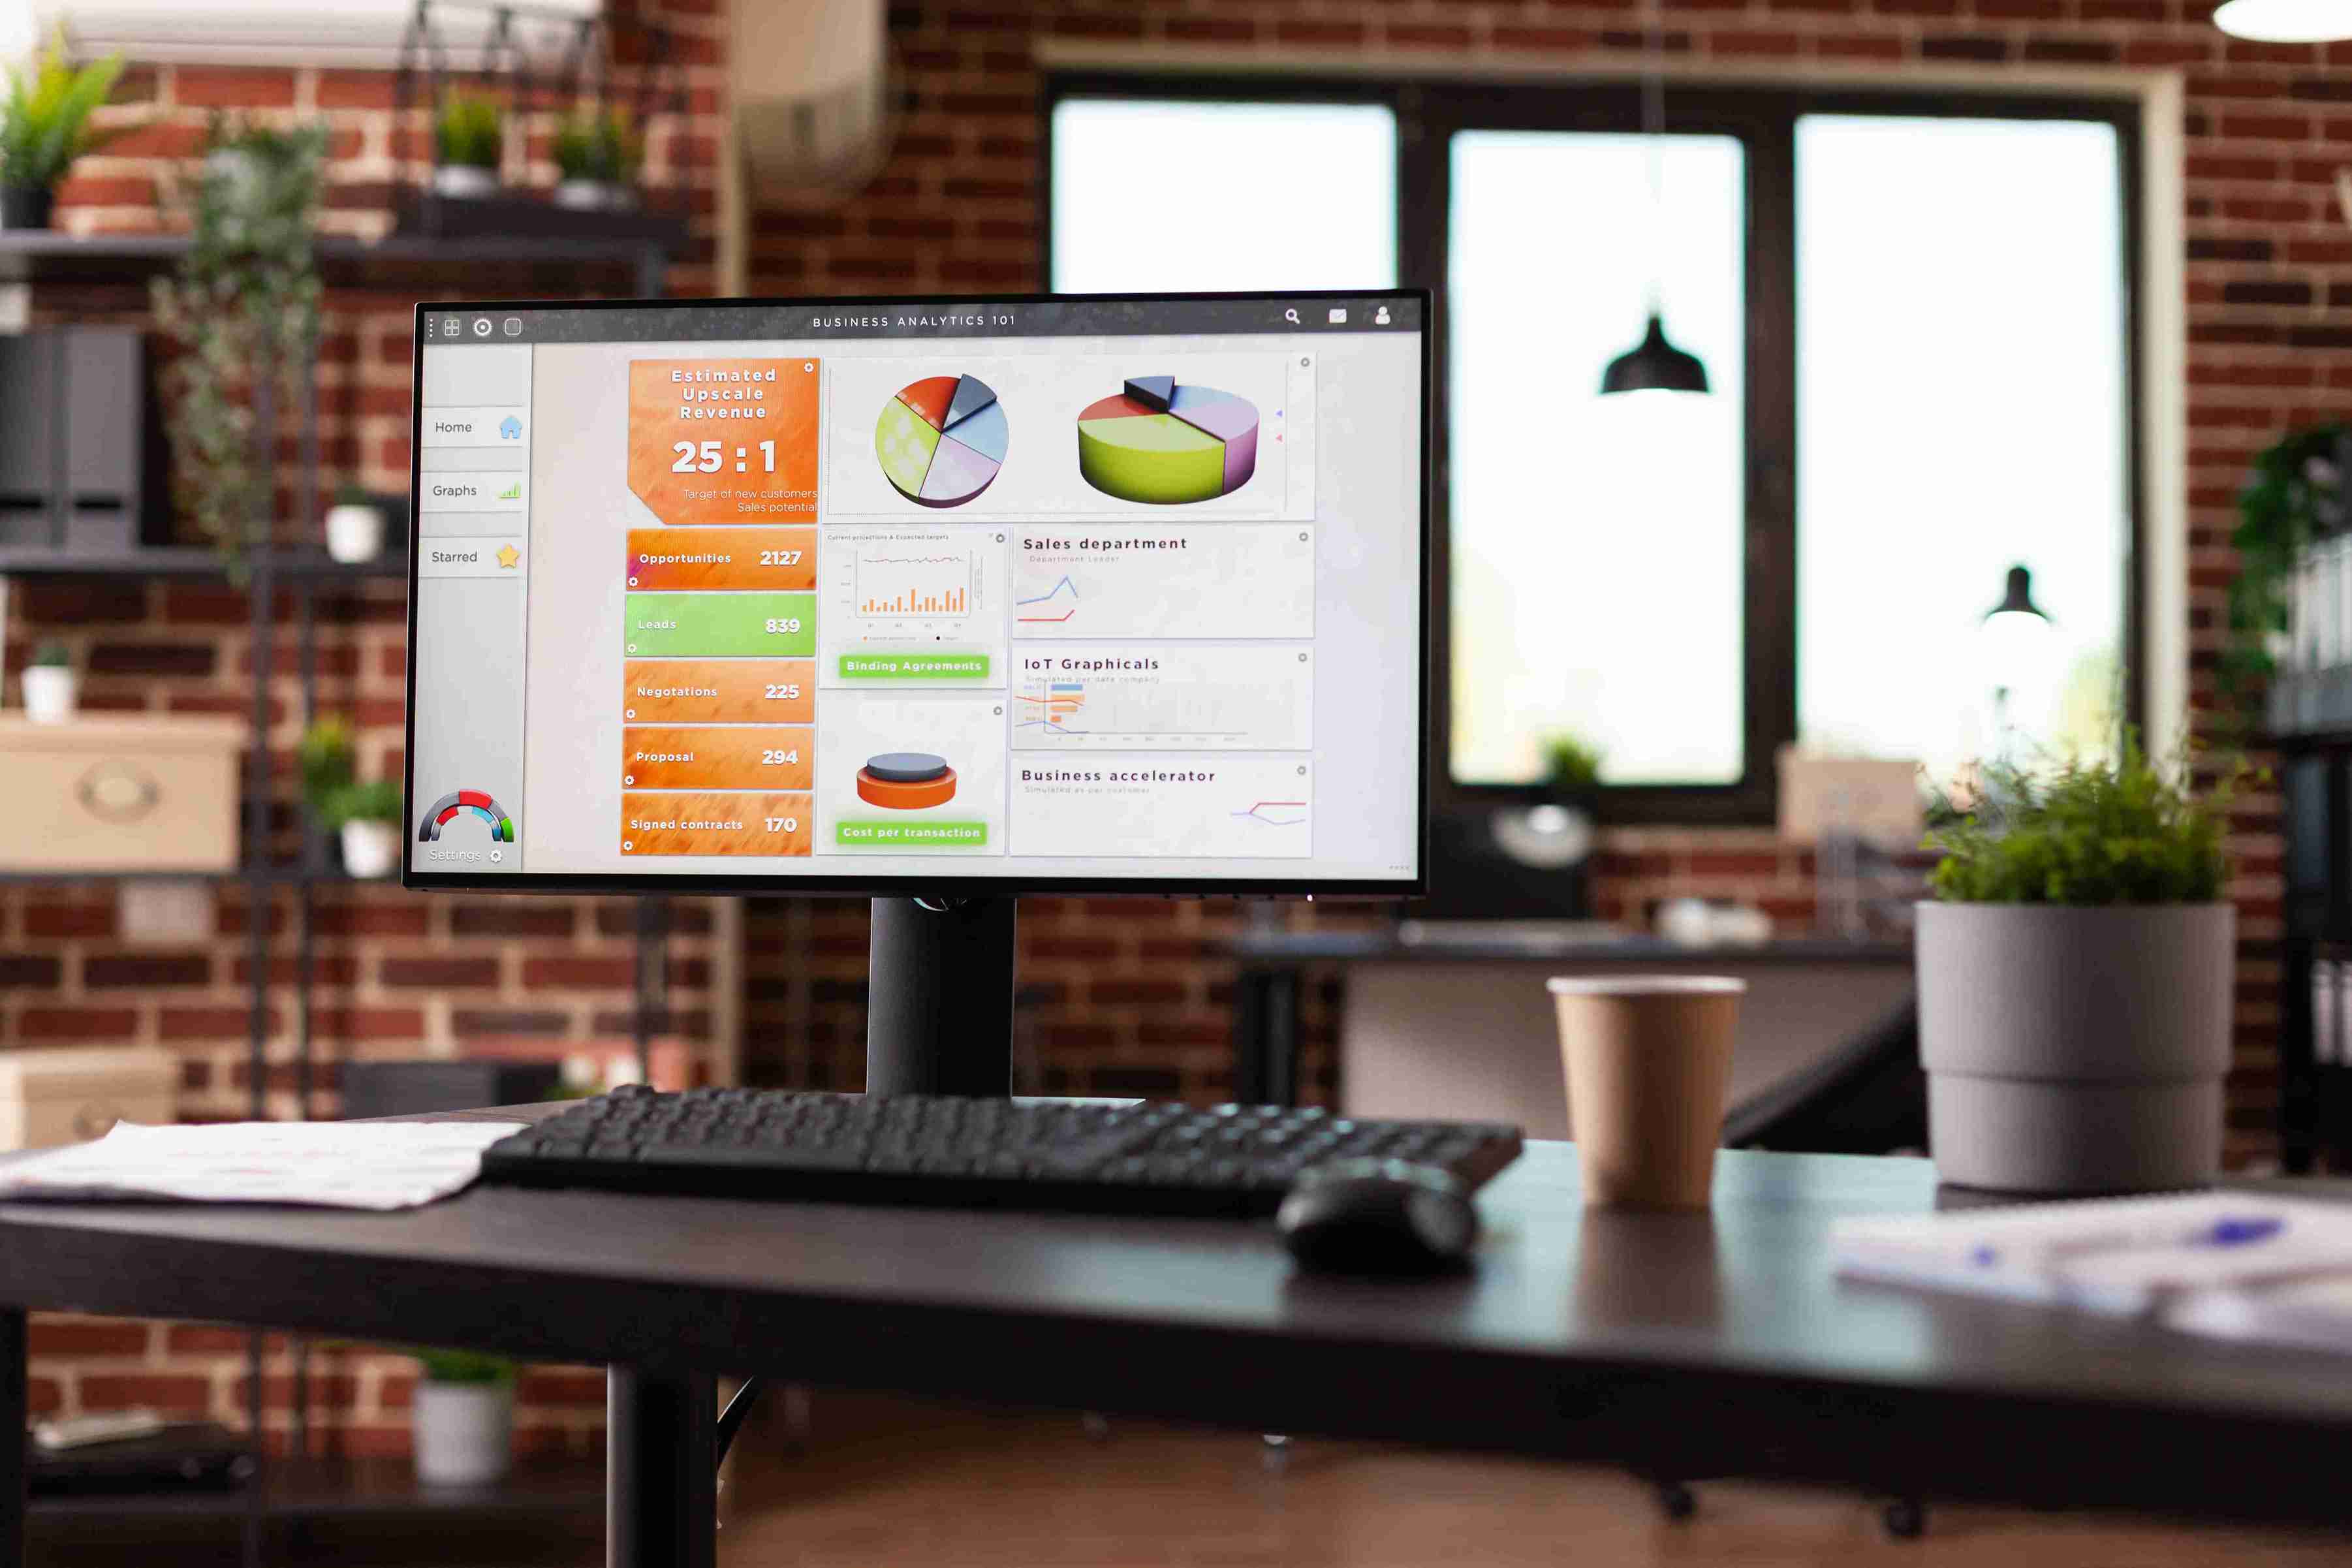 BUSINESS ANALYTICS 101
Home
Graphs
Starred
Settings
Estimated
Upscale
Revenue
25 : 1
Target of new customers
Sales potential
Opportunities 2127
Leads 839
Negotations 225
Proposal 294
Signed contracts 170
Current projections & Expected targets
Binding Agreements
Cost per transaction
Sales department
Department Leader
IoT Graphicals
Simulated per data company
Business accelerator
Simulated as per customer